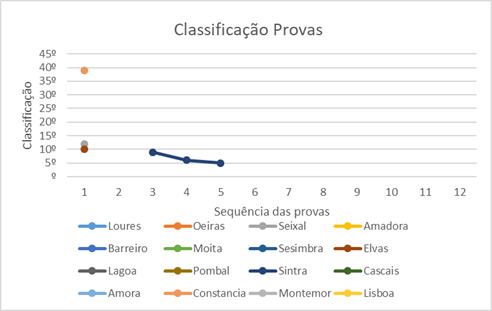 Classificação Provas
Classificação
45º
40º
35º
30º
25º
20º
15º
10º
5º
º
1 2 3 4 5 6 7 8 9 10 11 12
Sequência das provas
Loures Oeiras Seixal Amadora
Barreiro Moita Sesimbra Elvas
Lagoa Pombal Sintra Cascais
Amora Constancia Montemor Lisboa